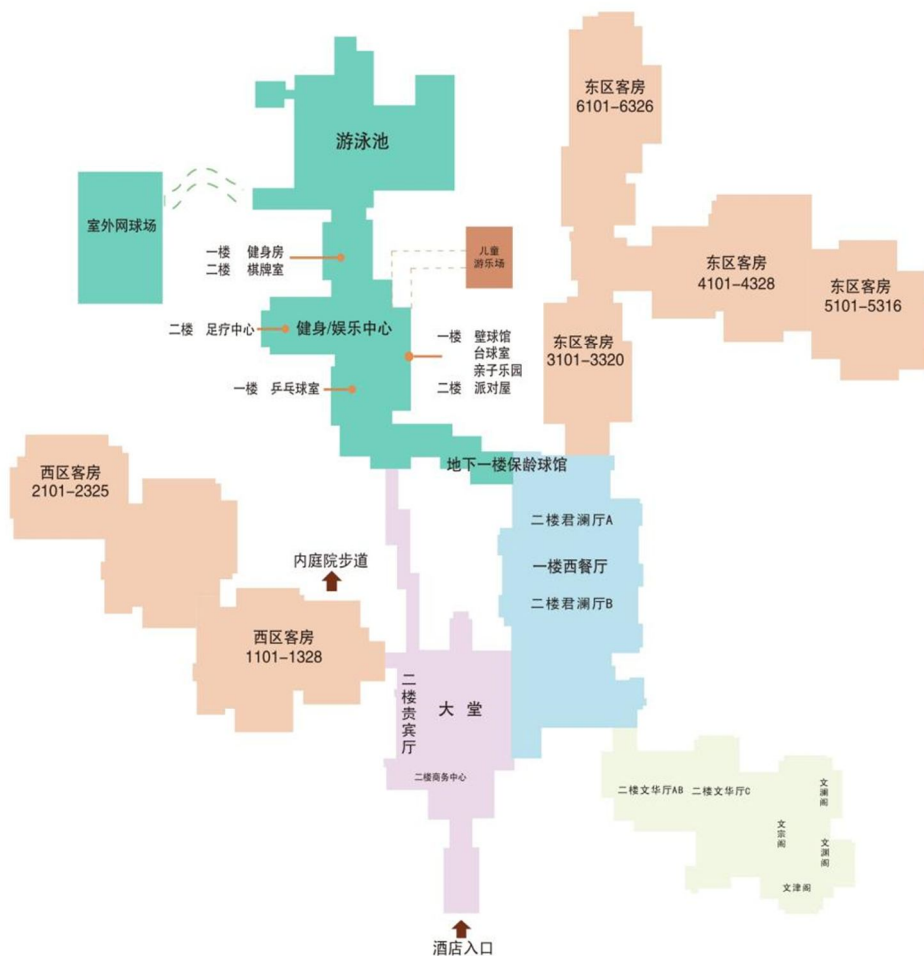 东区客房
6101-6326
游泳池
室外网球场
一楼 健身房
二楼 棋牌室
儿童
游乐场
东区客房
4101-4328
东区客房
5101-5316
二楼 足疗中心
健身/娱乐中心
一楼 壁球馆
台球室
亲子乐园
二楼 派对屋
东区客房
3101-3320
一楼 乒乓球室
地下一楼保龄球馆
西区客房
2101-2325
二楼君澜厅A
内庭院步道
一楼西餐厅
二楼君澜厅B
西区客房
1101-1328
二楼贵宾厅
大堂
二楼商务中心
二楼文华厅AB
二楼文华厅C
文澜阁
文宗阁
文渊阁
文津阁
酒店入口